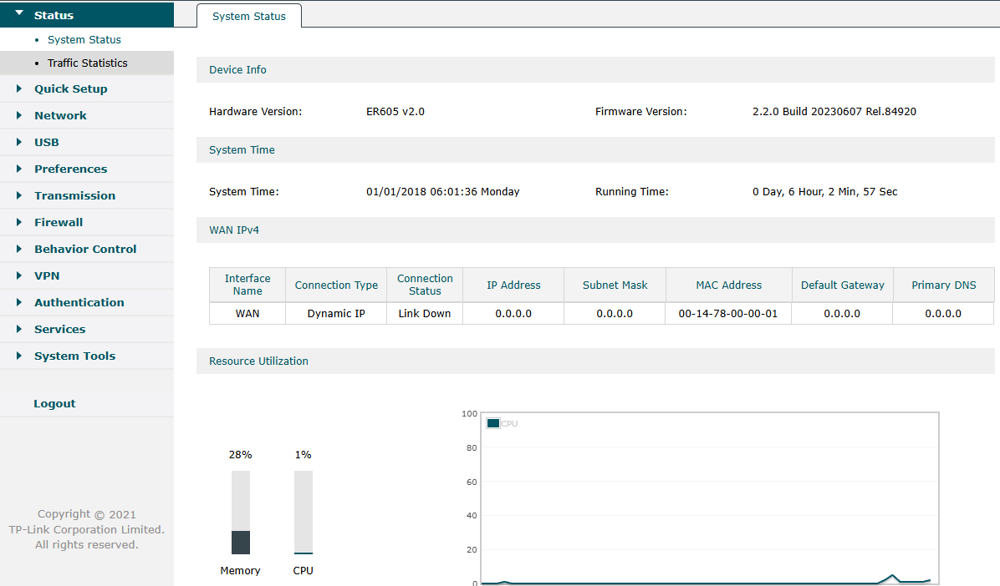 Status
System Status
Traffic Statistics
Quick Setup
Network
USB
Preferences
Transmission
Firewall
Behavior Control
VPN
Authentication
Services
System Tools
Logout
Copyright © 2021
TP-Link Corporation Limited.
All rights reserved.
System Status
Device Info
Hardware Version: ER605 v2.0 Firmware Version: 2.2.0 Build 20230607 Rel.84920
System Time
System Time: 01/01/2018 06:01:36 Monday Running Time: 0 Day, 6 Hour, 2 Min, 57 Sec
WAN IPv4
Interface Name Connection Type Connection Status IP Address Subnet Mask MAC Address Default Gateway Primary DNS
WAN Dynamic IP Link Down 0.0.0.0 0.0.0.0 00-14-78-00-00-01 0.0.0.0 0.0.0.0
Resource Utilization
28% 1%
Memory CPU
CPU
100
80
60
40
20
0